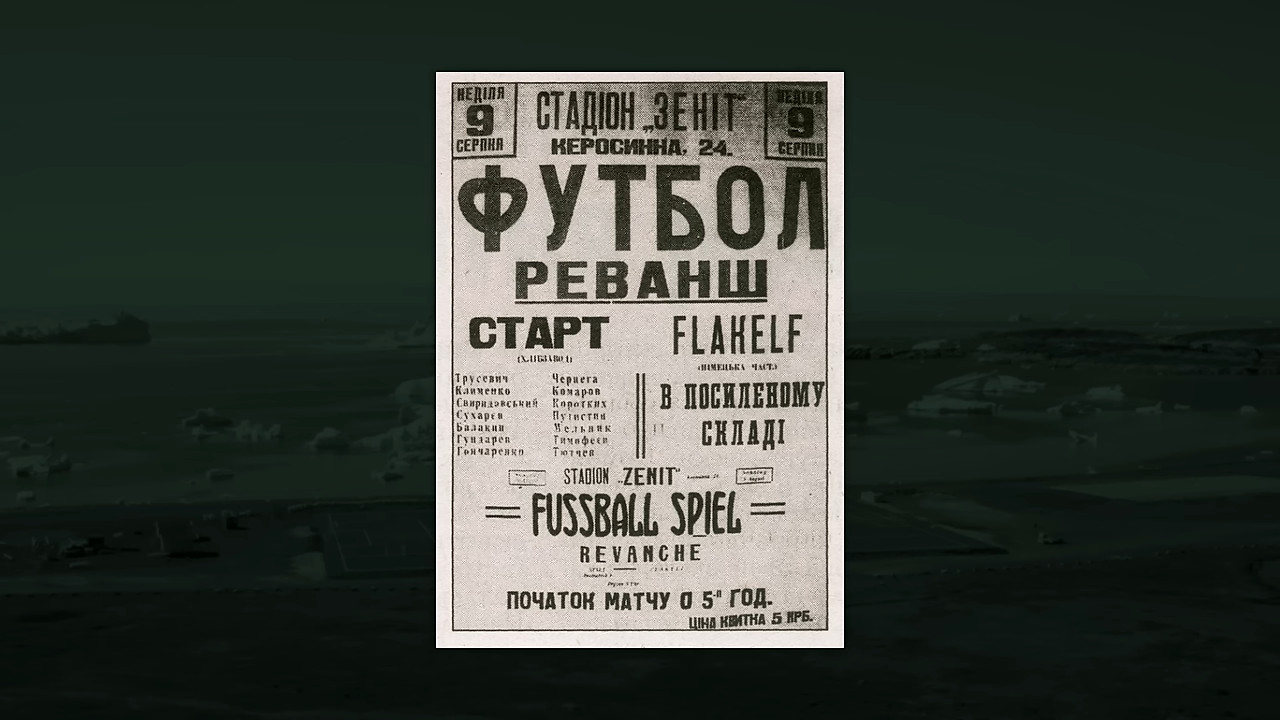 НЕДІЛЯ
9
СЕРПНЯ
СТАДІОН „ЗЕНІТ"
КЕРОСИННА, 24.
НЕДІЛЯ
9
СЕРПНЯ
ФУТБОЛ
РЕВАНШ
СТАРТ
(ХЛІБЗАВОД)
Трусевич
Клименко
Свиридовський
Сухарев
Балакин
Гундарев
Гончаренко
Чернега
Комаров
Коротких
Путистин
Мельник
Тимофеев
Тютчев
FLAKELF
(НІМЕЦЬКА ЧАСТ.)
В ПОСИЛЕНОМУ
СКЛАДІ
STADION „ZENIT"
FUSSBALL SPIEL
REVANCHE
ПОЧАТОК МАТЧУ О 5-й ГОД.
ЦІНА КВИТКА 5 КРБ.